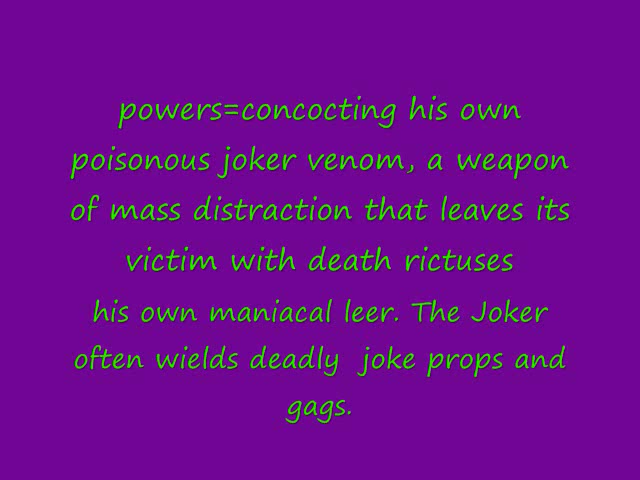 powers=concocting his own
poisonous joker venom, a weapon
of mass distraction that leaves its
victim with death rictuses
his own maniacal leer. The Joker
often wields deadly  joke props and
gags.